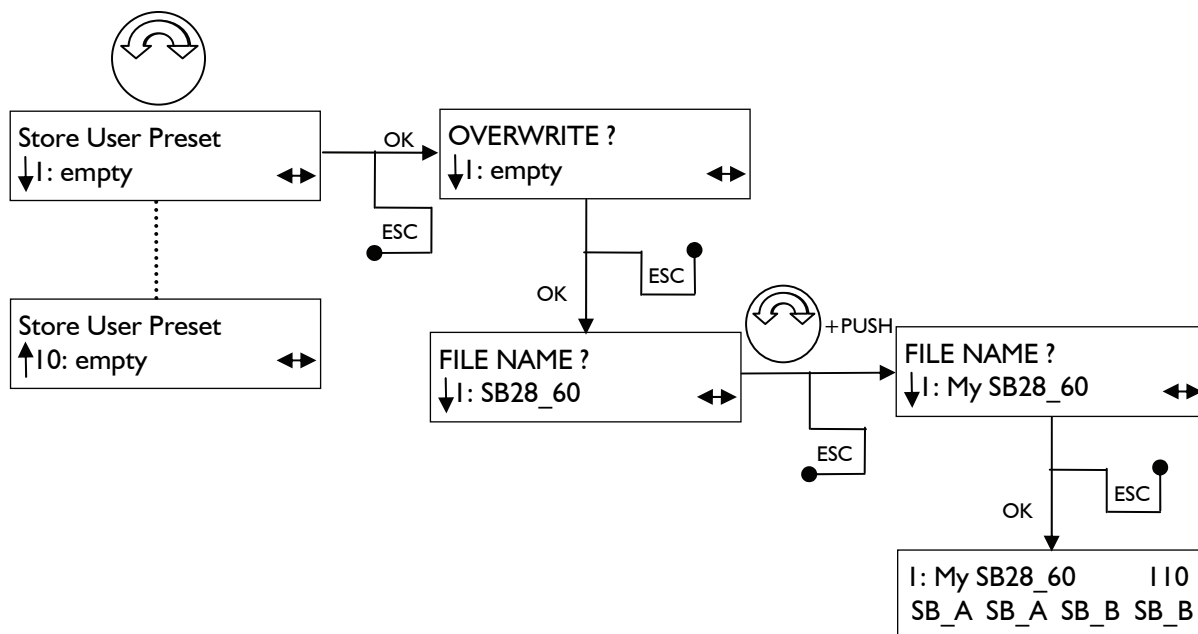 Store User Preset
↓1: empty ↔
OK
ESC
OVERWRITE ?
↓1: empty ↔
Store User Preset
↑10: empty ↔
OK
ESC
FILE NAME ?
↓1: SB28_60 ↔
+PUSH
ESC
FILE NAME ?
↓1: My SB28_60 ↔
OK
ESC
1: My SB28_60 110
SB_A SB_A SB_B SB_B